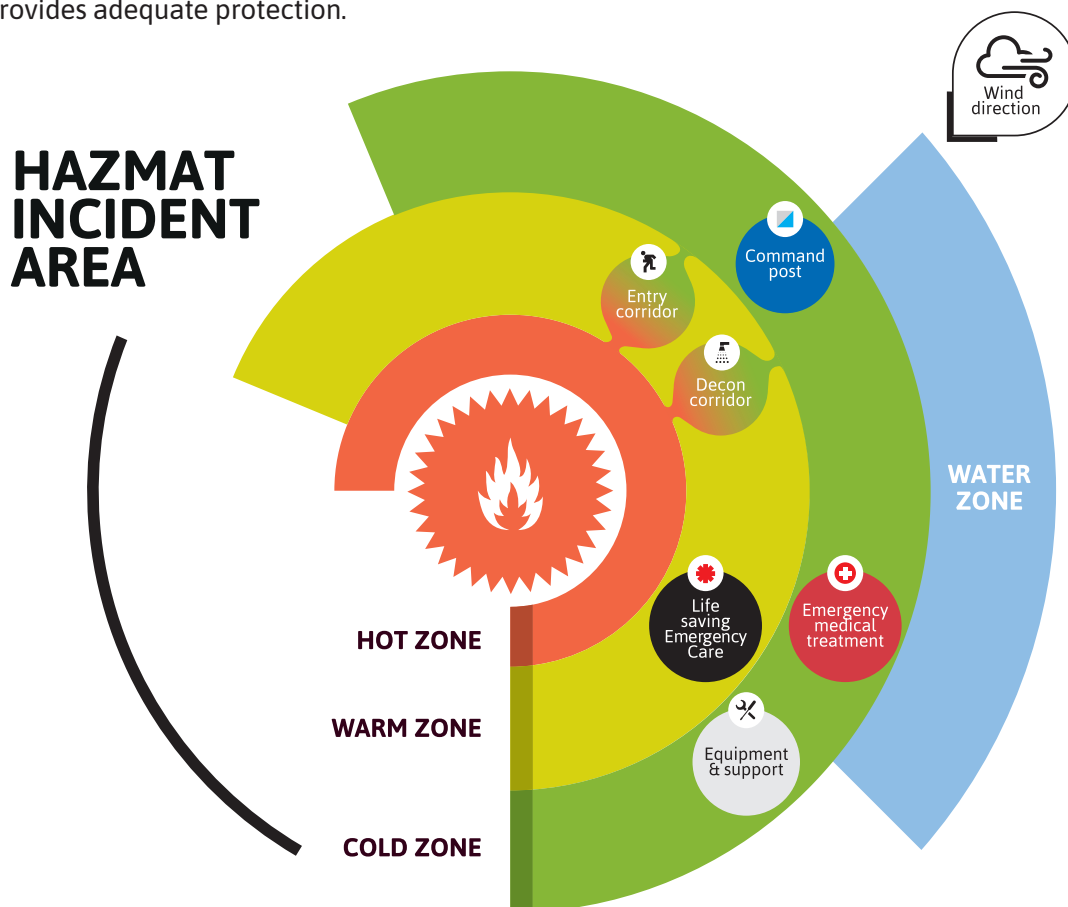 rovides adequate protection.
Wind
direction
HAZMAT
INCIDENT
AREA
Command
post
Entry
corridor
Decon
corridor
WATER
ZONE
Life
saving
Emergency
Care
Emergency
medical
treatment
HOT ZONE
WARM ZONE
Equipment
& support
COLD ZONE